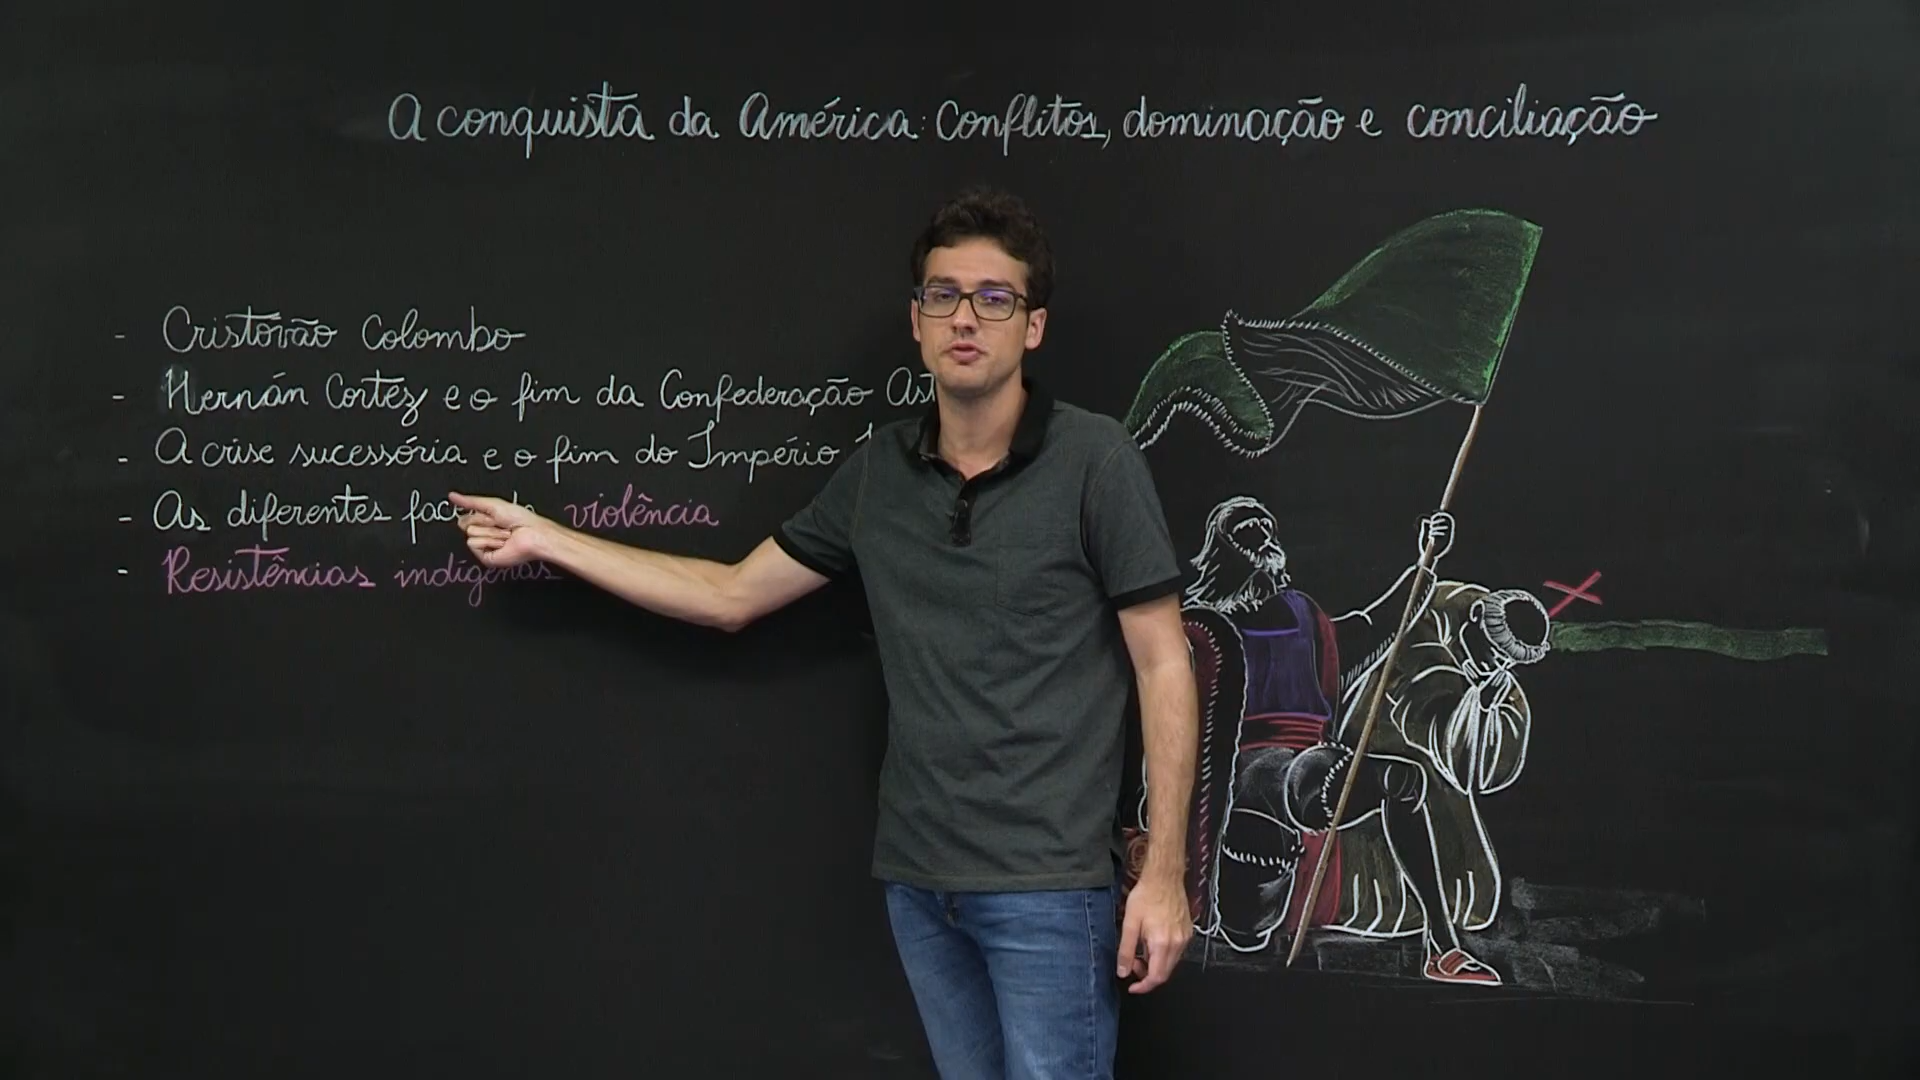 A conquista da América: Conflitos, dominação e conciliação
- Cristóvão Colombo
- Hernán Cortez e o fim da Confederação Ast
- A crise sucessória e o fim do Império
- As diferentes violência
- Resistências indígenas